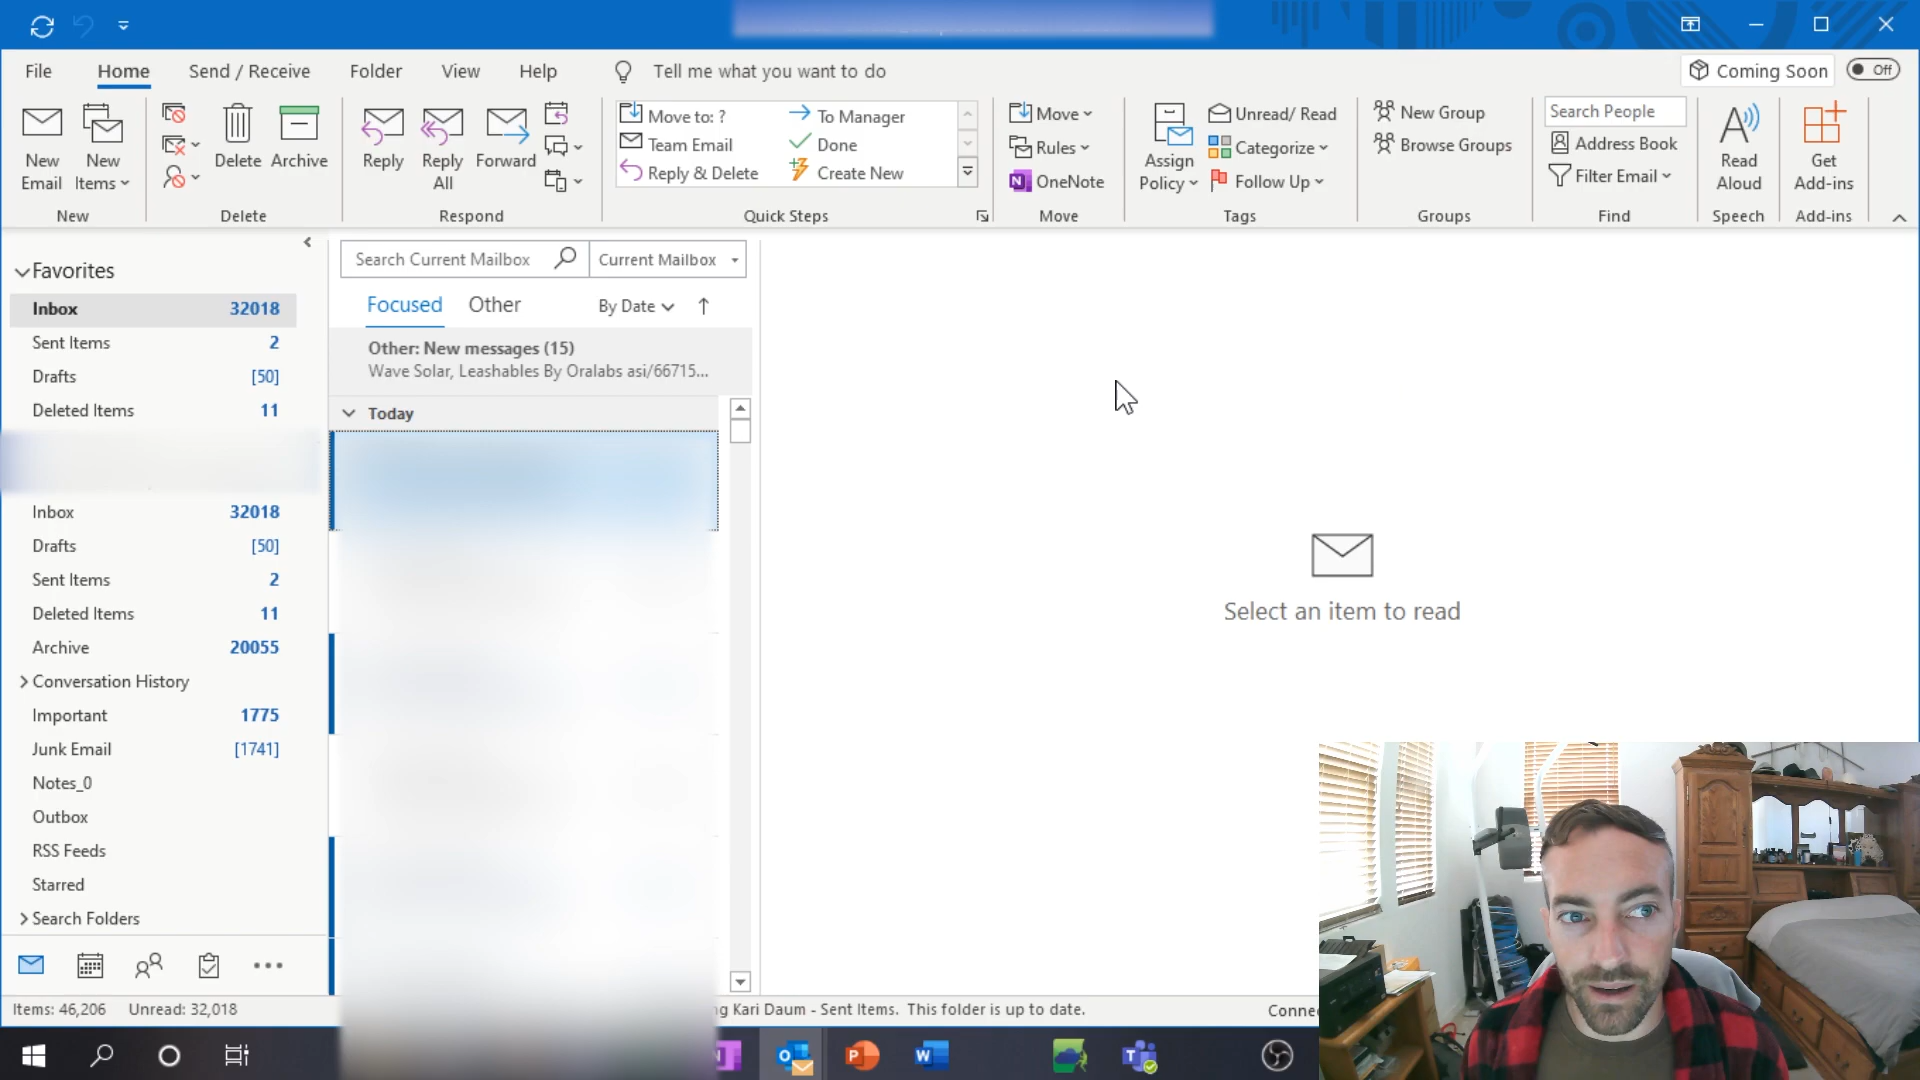 File Home Send / Receive Folder View Help Tell me what you want to do Coming Soon Off
New Email
New Items
New
Delete
Archive
Delete
Reply
Reply All
Forward
Respond
Move to: ?
Team Email
Reply & Delete
To Manager
Done
Create New
Quick Steps
Move
Rules
OneNote
Move
Assign Policy
Unread/ Read
Categorize
Follow Up
Tags
New Group
Browse Groups
Groups
Search People
Address Book
Filter Email
Find
Read Aloud
Speech
Get Add-ins
Add-ins
Favorites
Inbox 32018
Sent Items 2
Drafts [50]
Deleted Items 11
Inbox 32018
Drafts [50]
Sent Items 2
Deleted Items 11
Archive 20055
Conversation History
Important 1775
Junk Email [1741]
Notes_0
Outbox
RSS Feeds
Starred
Search Folders
Search Current Mailbox Current Mailbox
Focused Other By Date
Other: New messages (15)
Wave Solar, Leashables By Oralabs asi/66715...
Today
Select an item to read
Items: 46,206 Unread: 32,018
Kari Daum - Sent Items. This folder is up to date.